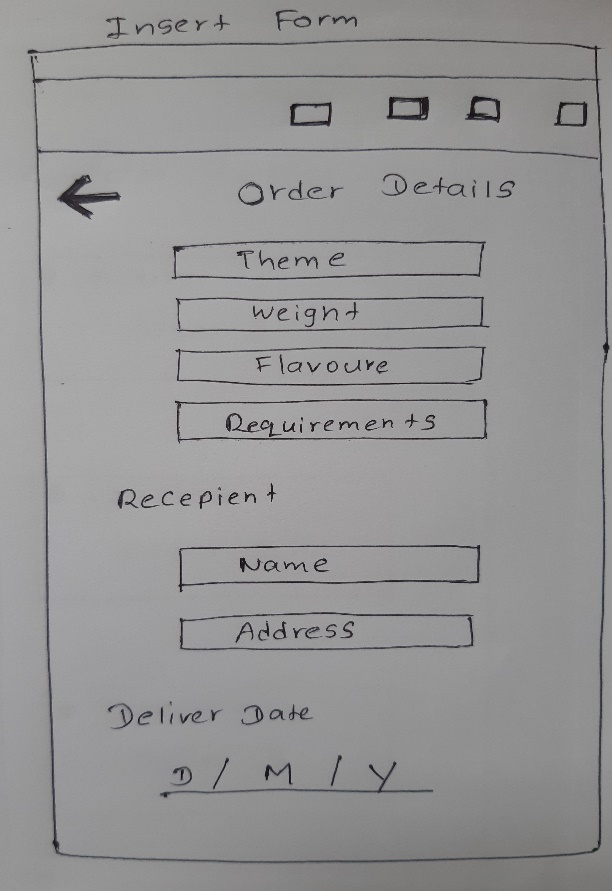 Insert Form
Order Details
Theme
Weight
Flavoure
Requirements
Recepient
Name
Address
Deliver Date
D / M / Y